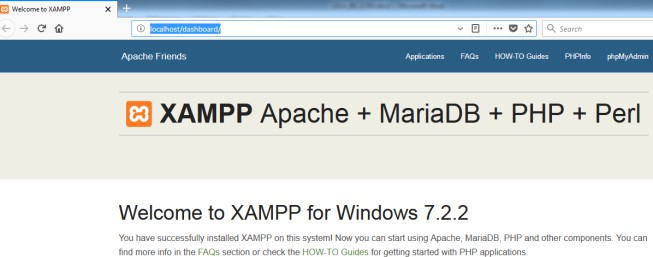 Welcome to XAMPP
localhost/dashboard/
Search
Apache Friends
Applications
FAQs
HOW-TO Guides
PHPInfo
phpMyAdmin
XAMPP Apache + MariaDB + PHP + Perl
Welcome to XAMPP for Windows 7.2.2
You have successfully installed XAMPP on this system! Now you can start using Apache, MariaDB, PHP and other components. You can
find more info in the FAQs section or check the HOW-TO Guides for getting started with PHP applications.